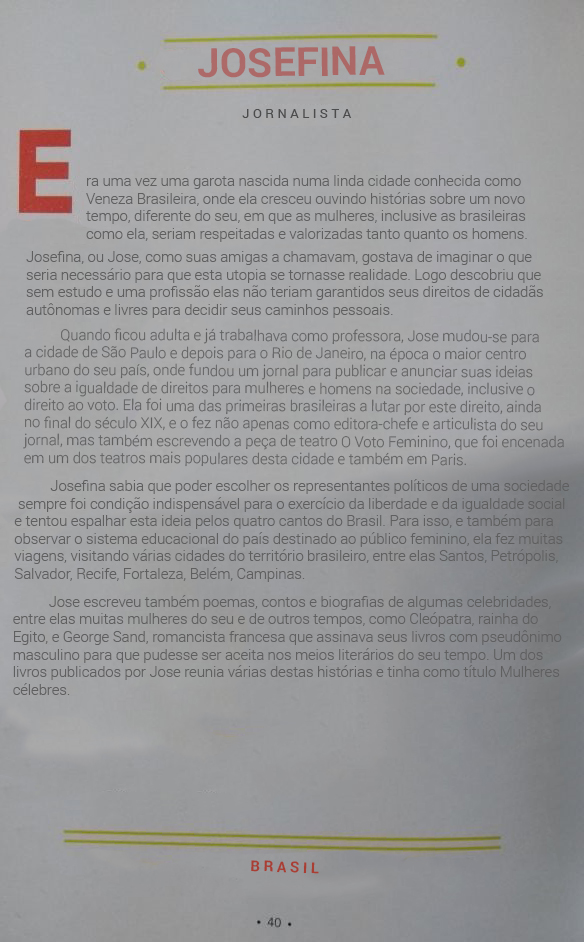 JOSEFINA
JORNALISTA
Era uma vez uma garota nascida numa linda cidade conhecida como
Veneza Brasileira, onde ela cresceu ouvindo histórias sobre um novo
tempo, diferente do seu, em que as mulheres, inclusive as brasileiras
como ela, seriam respeitadas e valorizadas tanto quanto os homens.
Josefina, ou Jose, como suas amigas a chamavam, gostava de imaginar o que
seria necessário para que esta utopia se tornasse realidade. Logo descobriu que
sem estudo e uma profissão elas não teriam garantidos seus direitos de cidadãs
autônomas e livres para decidir seus caminhos pessoais.
Quando ficou adulta e já trabalhava como professora, Jose mudou-se para
a cidade de São Paulo e depois para o Rio de Janeiro, na época o maior centro
urbano do seu país, onde fundou um jornal para publicar e anunciar suas ideias
sobre a igualdade de direitos para mulheres e homens na sociedade, inclusive o
direito ao voto. Ela foi uma das primeiras brasileiras a lutar por este direito, ainda
no final do século XIX, e o fez não apenas como editora-chefe e articulista do seu
jornal, mas também escrevendo a peça de teatro O Voto Feminino, que foi encenada
em um dos teatros mais populares desta cidade e também em Paris.
Josefina sabia que poder escolher os representantes políticos de uma sociedade
sempre foi condição indispensável para o exercício da liberdade e da igualdade social
e tentou espalhar esta ideia pelos quatro cantos do Brasil. Para isso, e também para
observar o sistema educacional do país destinado ao público feminino, ela fez muitas
viagens, visitando várias cidades do território brasileiro, entre elas Santos, Petrópolis,
Salvador, Recife, Fortaleza, Belém, Campinas.
Jose escreveu também poemas, contos e biografias de algumas celebridades,
entre elas muitas mulheres do seu e de outros tempos, como Cleópatra, rainha do
Egito, e George Sand, romancista francesa que assinava seus livros com pseudônimo
masculino para que pudesse ser aceita nos meios literários do seu tempo. Um dos
livros publicados por Jose reunia várias destas histórias e tinha como título Mulheres
célebres.
BRASIL
• 40 •